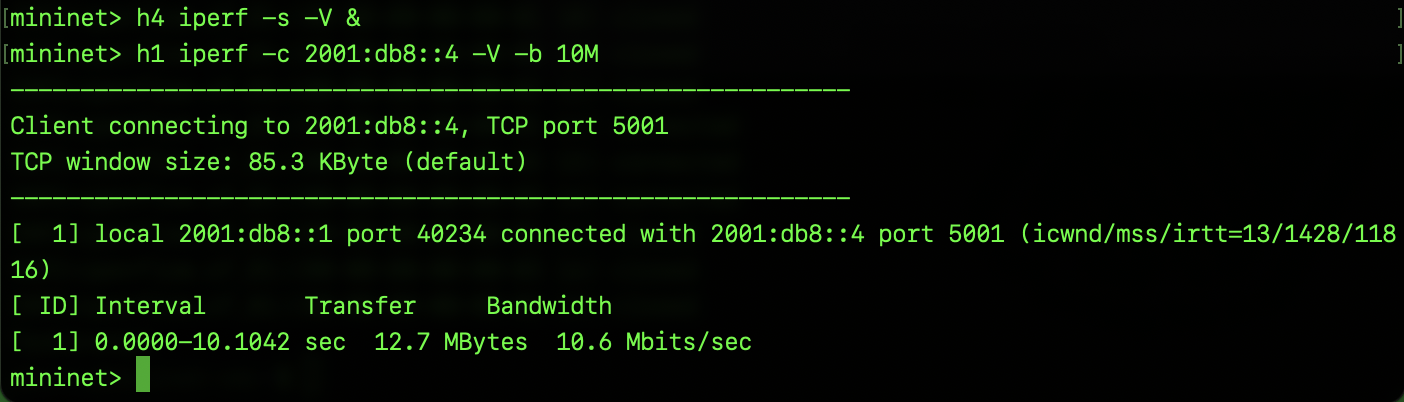 [mininet> h4 iperf -s -V & ]
[mininet> h1 iperf -c 2001:db8::4 -V -b 10M ]
------------------------------------------------------------
Client connecting to 2001:db8::4, TCP port 5001
TCP window size: 85.3 KByte (default)
------------------------------------------------------------
[  1] local 2001:db8::1 port 40234 connected with 2001:db8::4 port 5001 (icwnd/mss/irtt=13/1428/118
16)
[ ID] Interval       Transfer     Bandwidth
[  1] 0.0000-10.1042 sec  12.7 MBytes  10.6 Mbits/sec
mininet>